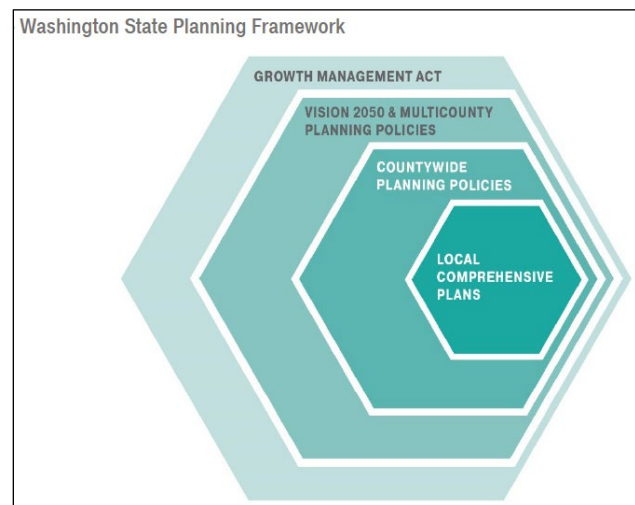 Washington State Planning Framework
GROWTH MANAGEMENT ACT
VISION 2050 & MULTICOUNTY
PLANNING POLICIES
COUNTYWIDE
PLANNING POLICIES
LOCAL
COMPREHENSIVE
PLANS